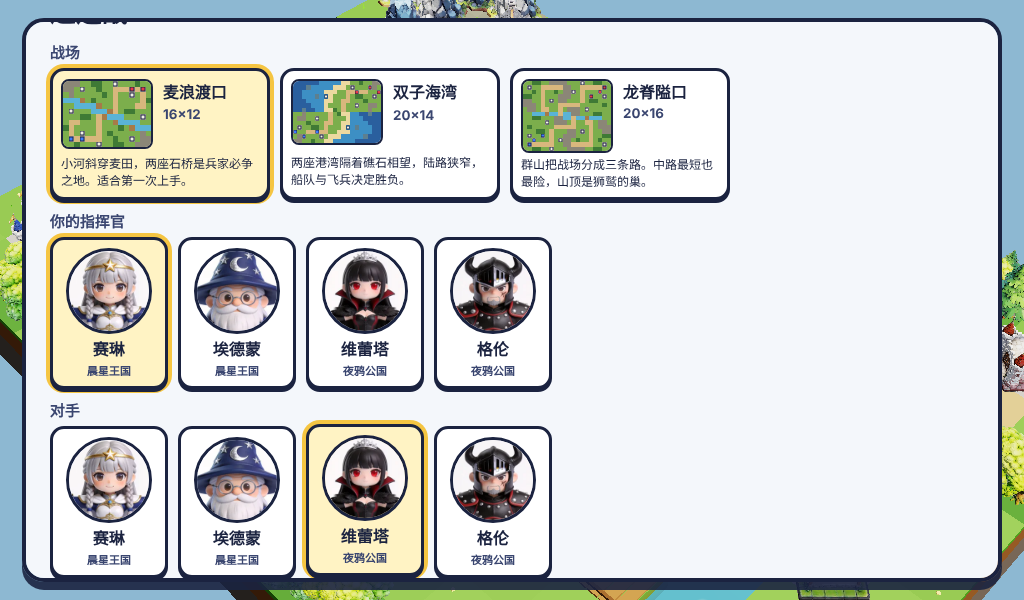 战场
麦浪渡口
16×12
小河斜穿麦田，两座石桥是兵家必争
之地。适合第一次上手。
双子海湾
20×14
两座港湾隔着礁石相望，陆路狭窄，
船队与飞兵决定胜负。
龙脊隘口
20×16
群山把战场分成三条路。中路最短也
最险，山顶是狮鹫的巢。
你的指挥官
赛琳
晨星王国
埃德蒙
晨星王国
维蕾塔
夜鸦公国
格伦
夜鸦公国
对手
赛琳
晨星王国
埃德蒙
晨星王国
维蕾塔
夜鸦公国
格伦
夜鸦公国